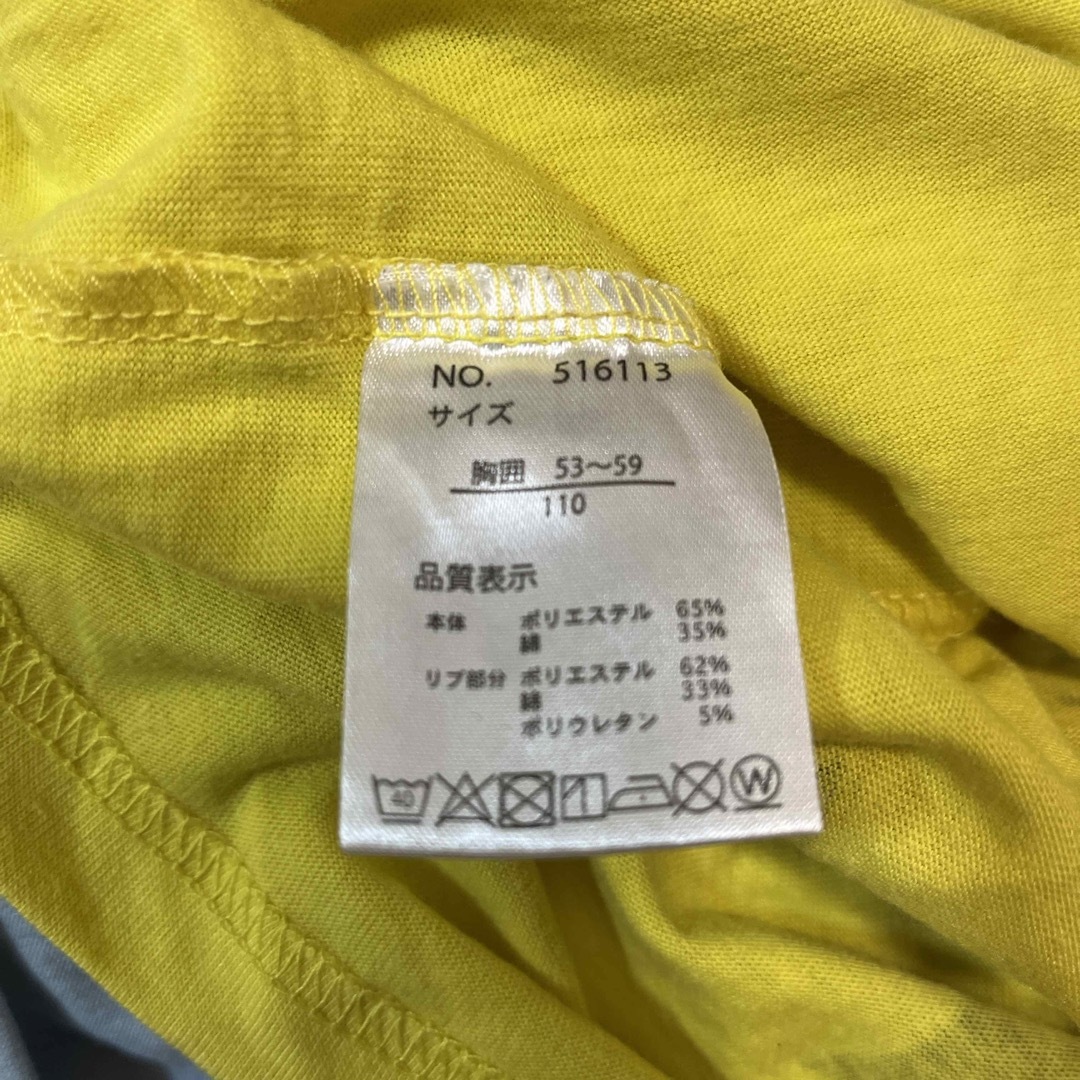 NO. 516113
サイズ
胸囲 53〜59
110
品質表示
本体 ポリエステル 65%
綿 35%
リブ部分 ポリエステル 62%
綿 33%
ポリウレタン 5%
40 W